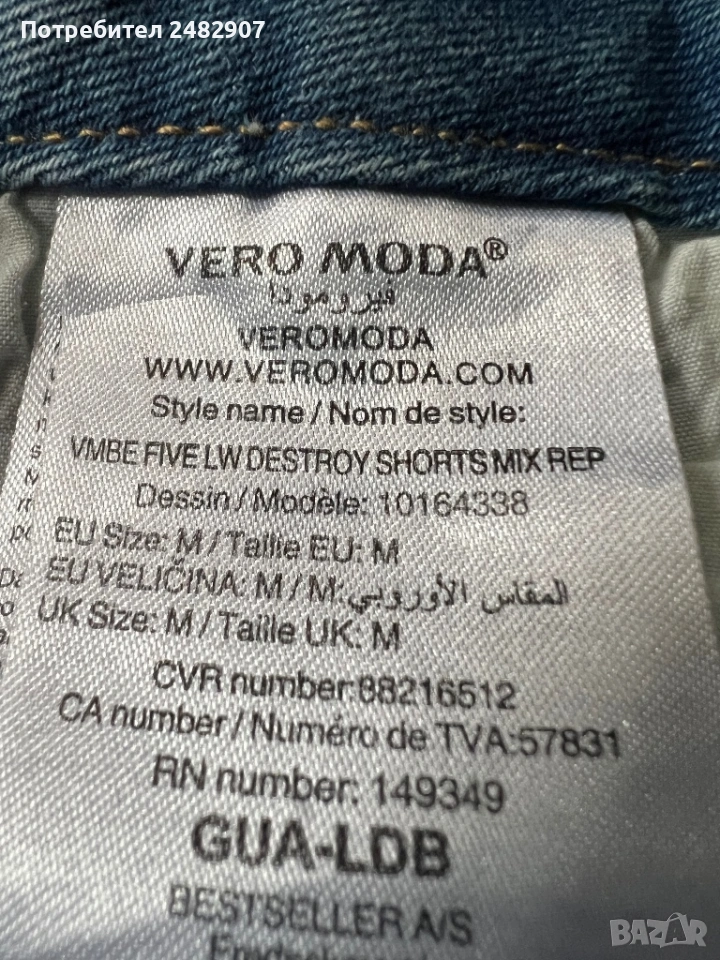 Потребител 2482907
VERO MODA®
فيرومودا
VEROMODA
WWW.VEROMODA.COM
Style name / Nom de style:
VMBE FIVE LW DESTROY SHORTS MIX REP
Dessin / Modèle: 10164338
EU Size: M / Taille EU: M
EU VELIČINA: M / M: المقاس الأوروبي
UK Size: M / Taille UK: M
CVR number:88216512
CA number / Numéro de TVA:57831
RN number: 149349
GUA-LDB
BESTSELLER A/S
BAZAR